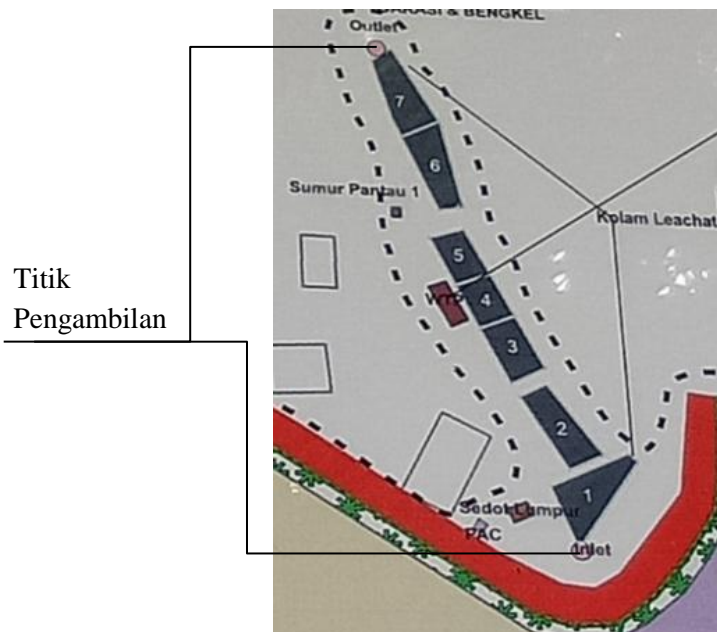 & BENGKEL
Outlet
7
6
Sumur Pantau 1
Kolam Leachat
5
WTP
4
3
Titik
Pengambilan
2
1
Sedot Lumpur
PAC
Inlet